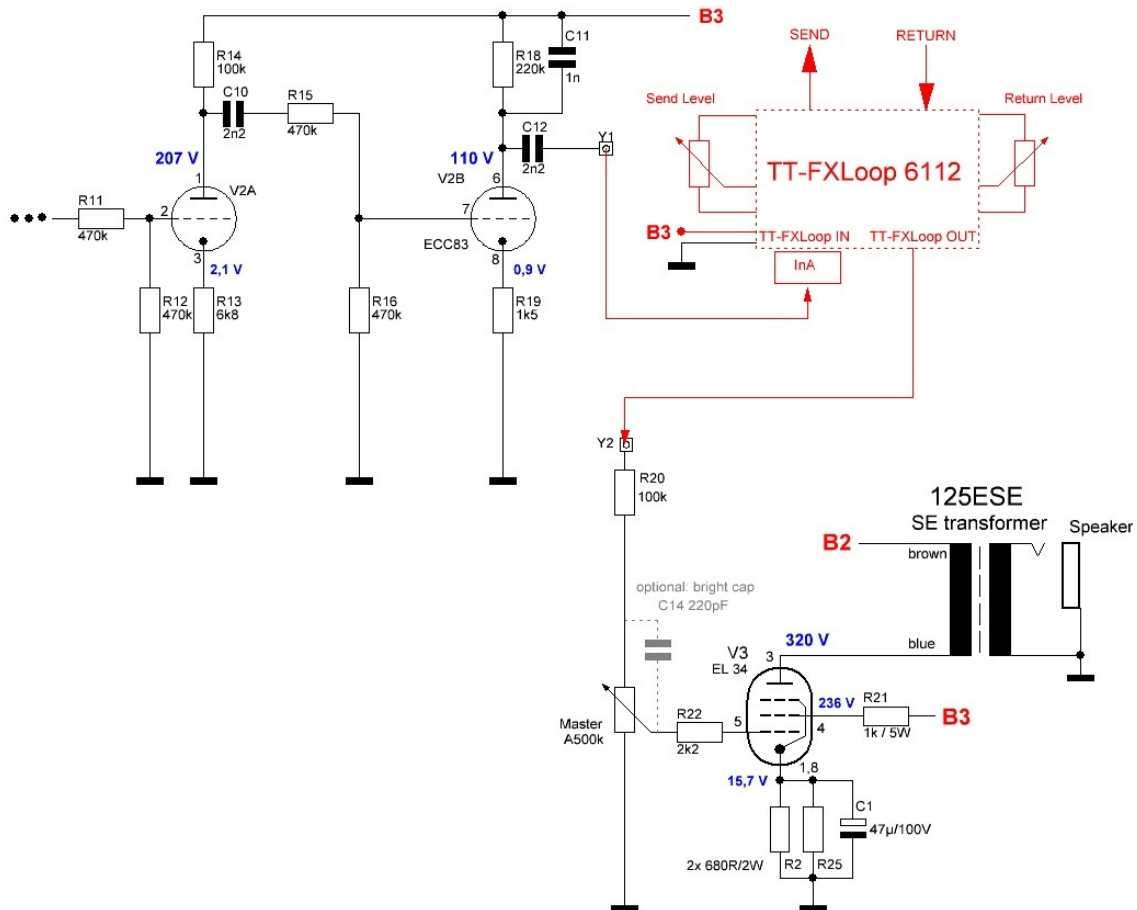 B3
R14
100k
C10
2n2
R15
470k
R18
220k
C11
1n
C12
2n2
Y1
207 V
110 V
1
V2A
R11
470k
2
3
2,1 V
R12
470k
R13
6k8
V2B
6
7
ECC83
8
0,9 V
R16
470k
R19
1k5
SEND
RETURN
Send Level
Return Level
TT-FXLoop 6112
B3
TT-FXLoop IN
TT-FXLoop OUT
InA
Y2
R20
100k
optional: bright cap
C14 220pF
Master
A500k
R22
2k2
125ESE
SE transformer
Speaker
B2
brown
blue
320 V
V3
EL 34
3
236 V
R21
1k / 5W
B3
5
4
15,7 V
1,8
C1
47µ/100V
2x 680R/2W
R2
R25